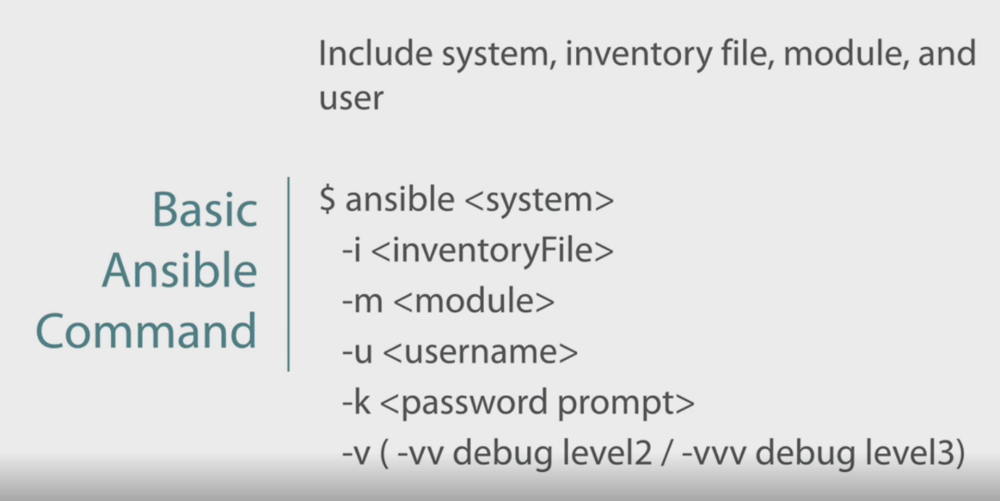 Include system, inventory file, module, and
user
Basic
Ansible
Command
$ ansible <system>
-i <inventoryFile>
-m <module>
-u <username>
-k <password prompt>
-v ( -vv debug level2 / -vvv debug level3)